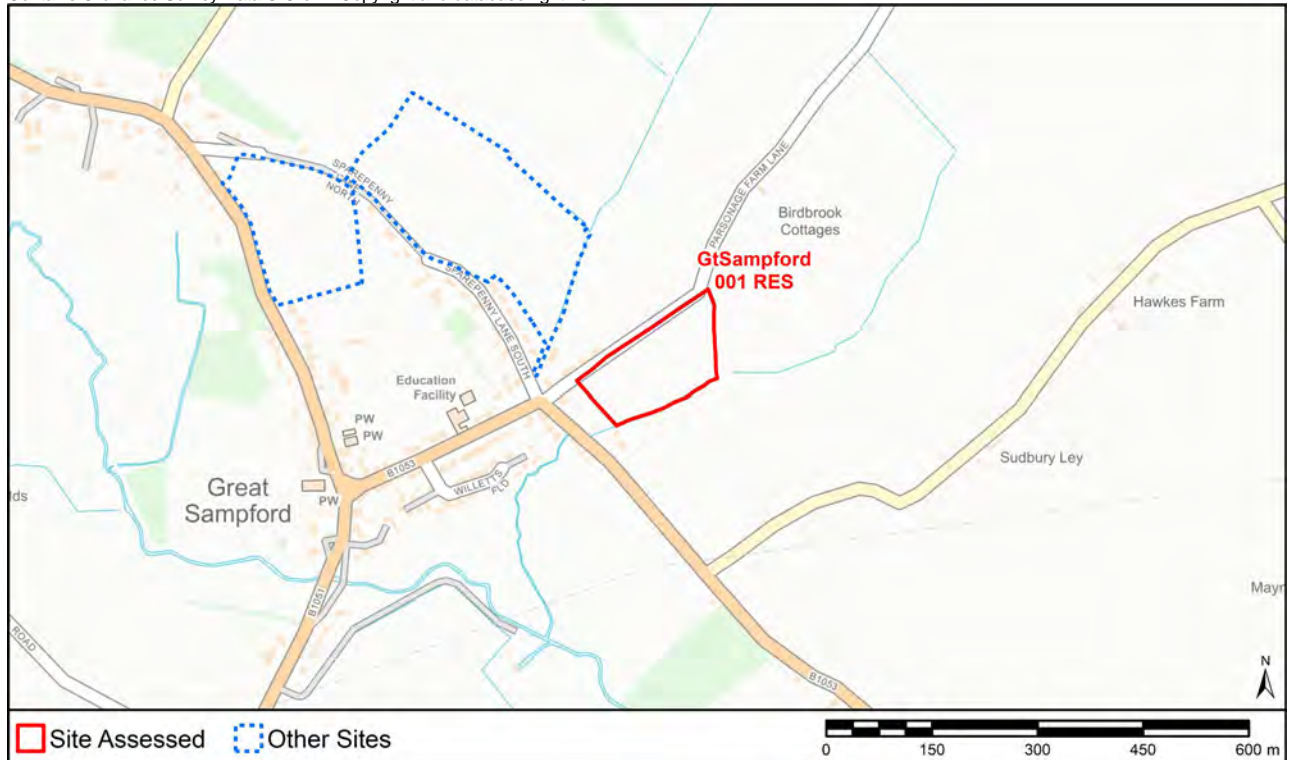 SPAREPENNY
NORTH
PARSONAGE FARM LANE
Birdbrook
Cottages
GtSampford
001 RES
Hawkes Farm
SPAREPENNY LANE SOUTH
Education
Facility
PW
PW
B1053
Sudbury Ley
WILLETTS
FLD
Great
Sampford
PW
lds
B1051
ROAD
Mayn
B1053
N
Site Assessed
Other Sites
0 150 300 450 600 m